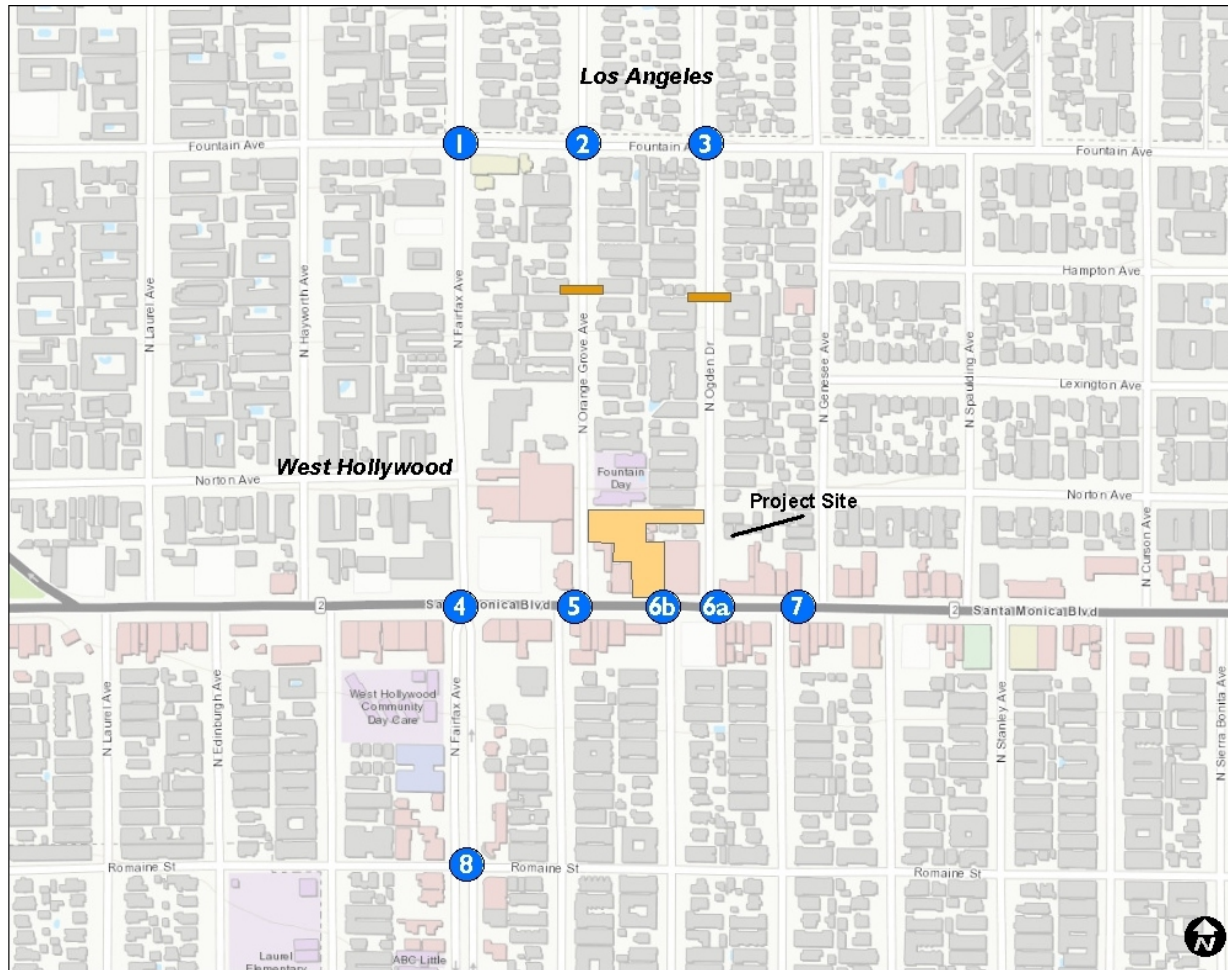 Los Angeles
1
2
3
Fountain Ave
Fountain A
Fountain Ave
Hampton Ave
N Laurel Ave
N Hayworth Ave
N Fairfax Ave
N Orange Grove Ave
N Ogden Dr
N Genesee Ave
N Spaulding Ave
Lexington Ave
West Hollywood
Norton Ave
Fountain
Day
Project Site
Norton Ave
N Curson Ave
2
Santa Monica Blvd
4
5
6b
6a
7
2
Santa Monica Blvd
N Laurel Ave
N Edinburgh Ave
West Hollywood
Community
Day Care
N Fairfax Ave
N Stanley Ave
N Sierra Bonita Ave
8
Romaine St
Romaine St
Romaine St
Laurel
Elementary
ABC Little
N